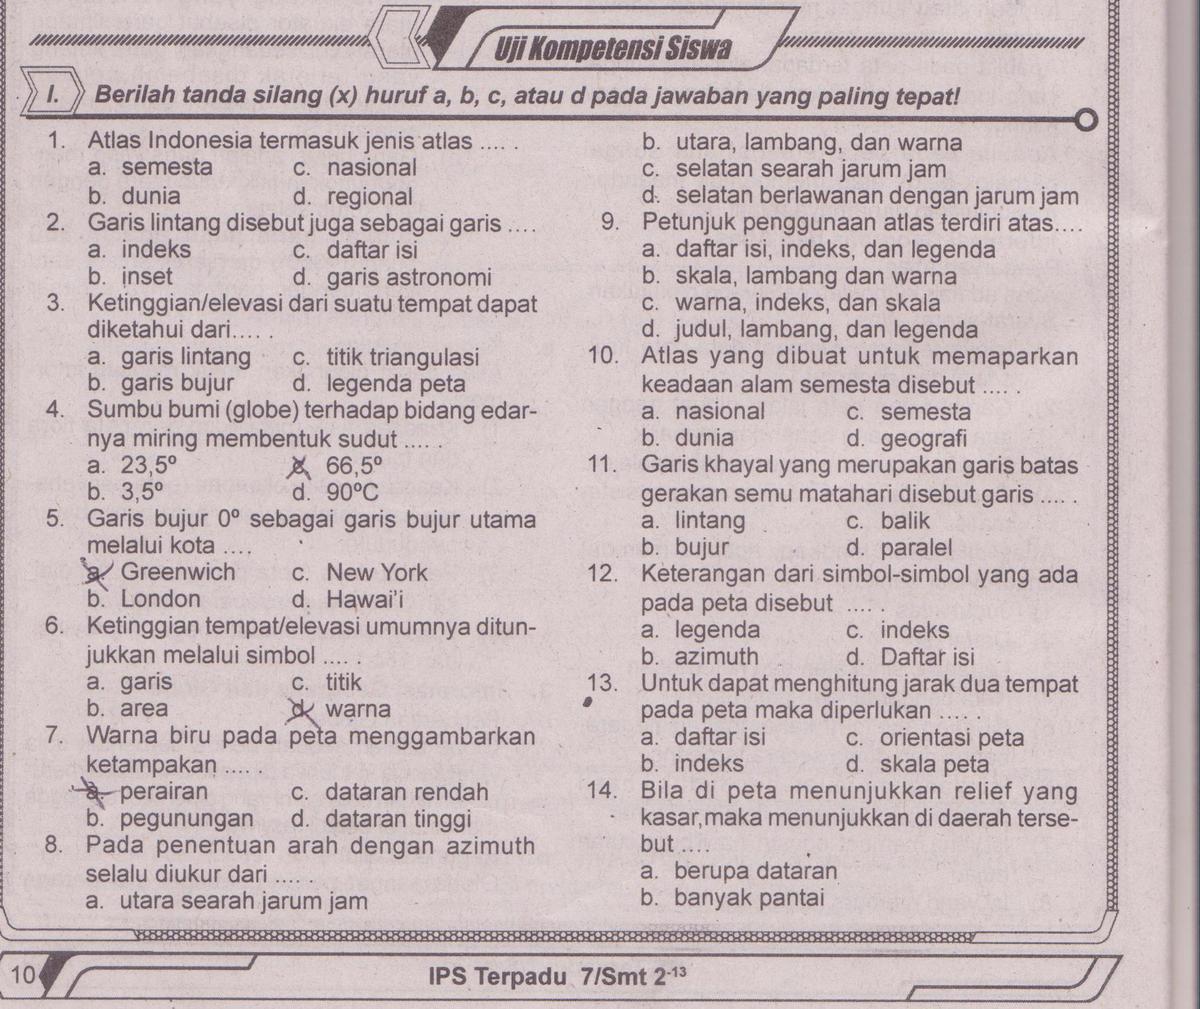 Uji Kompetensi Siswa
I. Berilah tanda silang (x) huruf a, b, c, atau d pada jawaban yang paling tepat!
1. Atlas Indonesia termasuk jenis atlas .... .
a. semesta c. nasional
b. dunia d. regional
2. Garis lintang disebut juga sebagai garis ....
a. indeks c. daftar isi
b. inset d. garis astronomi
3. Ketinggian/elevasi dari suatu tempat dapat
diketahui dari.... .
a. garis lintang c. titik triangulasi
b. garis bujur d. legenda peta
4. Sumbu bumi (globe) terhadap bidang edar-
nya miring membentuk sudut .... .
a. 23,5º c. 66,5º
b. 3,5º d. 90ºC
5. Garis bujur 0º sebagai garis bujur utama
melalui kota ....
a. Greenwich c. New York
b. London d. Hawai'i
6. Ketinggian tempat/elevasi umumnya ditun-
jukkan melalui simbol .... .
a. garis c. titik
b. area d. warna
7. Warna biru pada peta menggambarkan
ketampakan .... .
a. perairan c. dataran rendah
b. pegunungan d. dataran tinggi
8. Pada penentuan arah dengan azimuth
selalu diukur dari .... .
a. utara searah jarum jam
b. utara, lambang, dan warna
c. selatan searah jarum jam
d. selatan berlawanan dengan jarum jam
9. Petunjuk penggunaan atlas terdiri atas....
a. daftar isi, indeks, dan legenda
b. skala, lambang dan warna
c. warna, indeks, dan skala
d. judul, lambang, dan legenda
10. Atlas yang dibuat untuk memaparkan
keadaan alam semesta disebut .... .
a. nasional c. semesta
b. dunia d. geografi
11. Garis khayal yang merupakan garis batas
gerakan semu matahari disebut garis .... .
a. lintang c. balik
b. bujur d. paralel
12. Keterangan dari simbol-simbol yang ada
pada peta disebut .... .
a. legenda c. indeks
b. azimuth d. Daftar isi
13. Untuk dapat menghitung jarak dua tempat
pada peta maka diperlukan .... .
a. daftar isi c. orientasi peta
b. indeks d. skala peta
14. Bila di peta menunjukkan relief yang
kasar,maka menunjukkan di daerah terse-
but .... .
a. berupa dataran
b. banyak pantai
10 IPS Terpadu 7/Smt 2-13